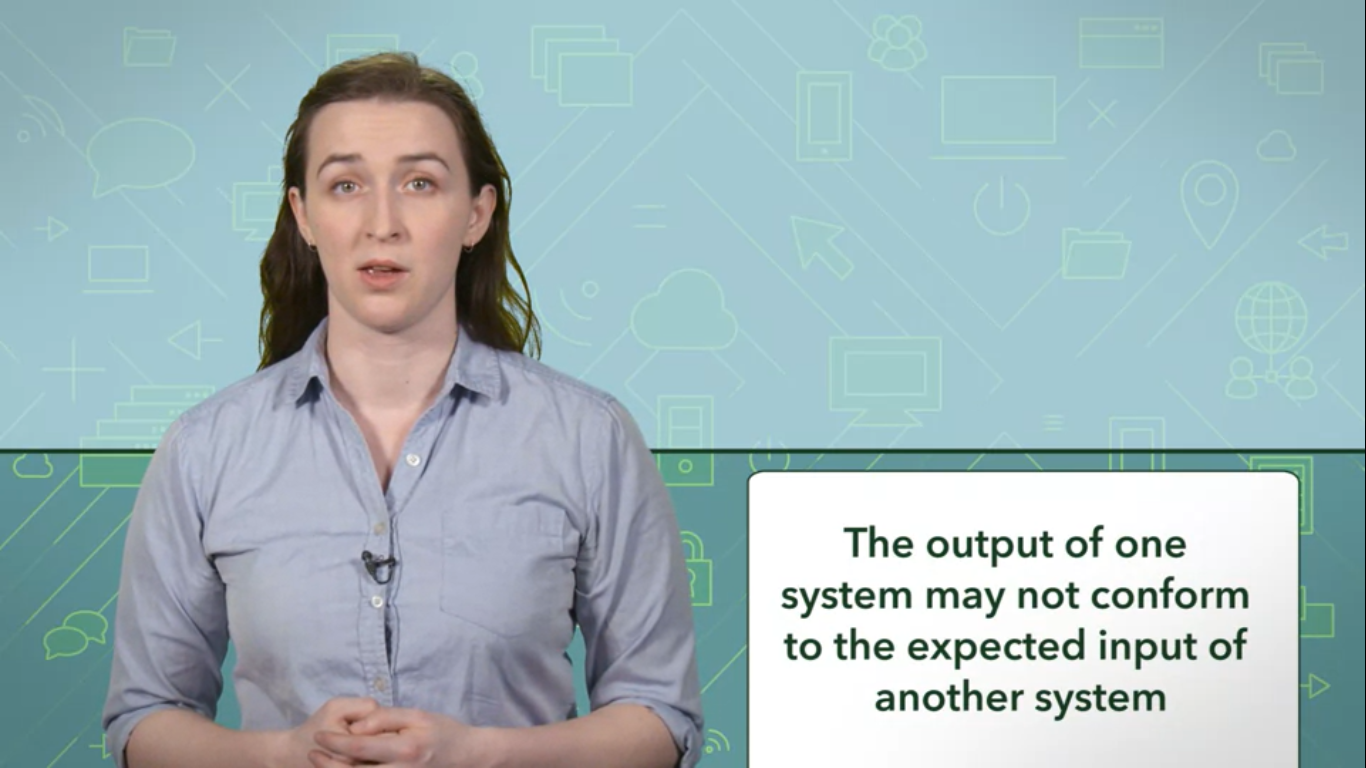 The output of one
system may not conform
to the expected input of
another system